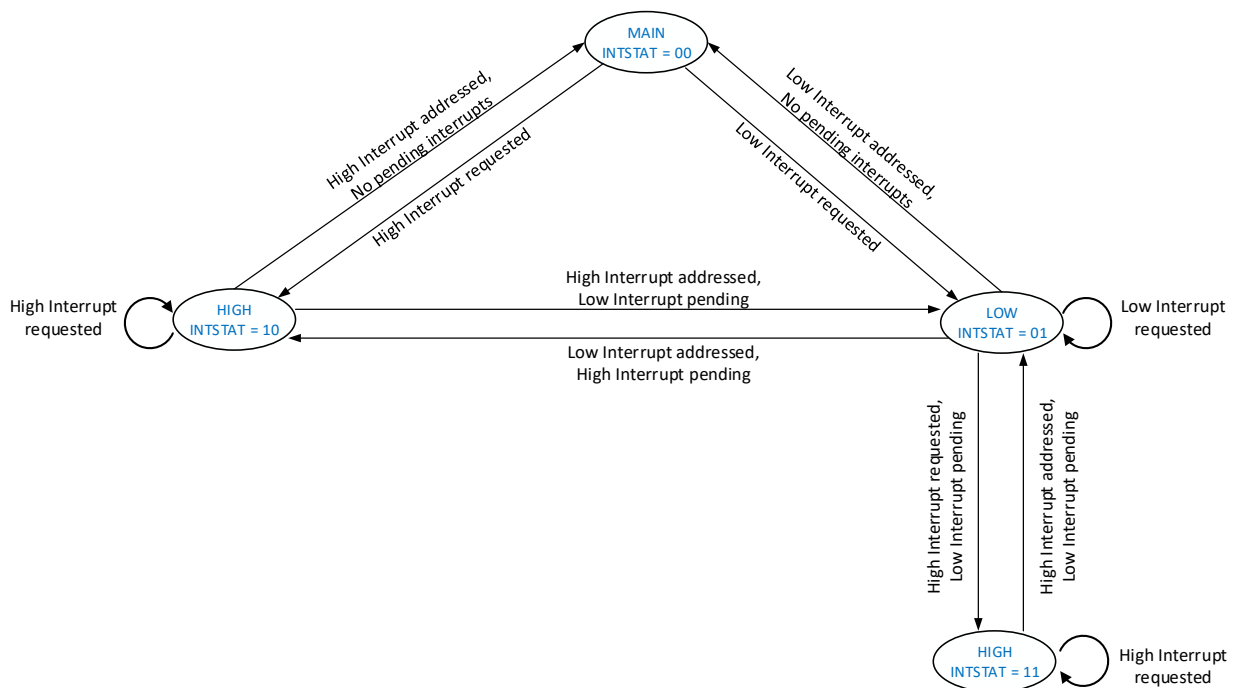 MAIN
INTSTAT = 00
High Interrupt addressed,
No pending interrupts
High Interrupt requested
Low Interrupt addressed,
No pending interrupts
Low Interrupt requested
High Interrupt
requested
HIGH
INTSTAT = 10
High Interrupt addressed,
Low Interrupt pending
Low Interrupt addressed,
High Interrupt pending
LOW
INTSTAT = 01
Low Interrupt
requested
High Interrupt requested,
Low Interrupt pending
High Interrupt addressed,
Low Interrupt pending
HIGH
INTSTAT = 11
High Interrupt
requested